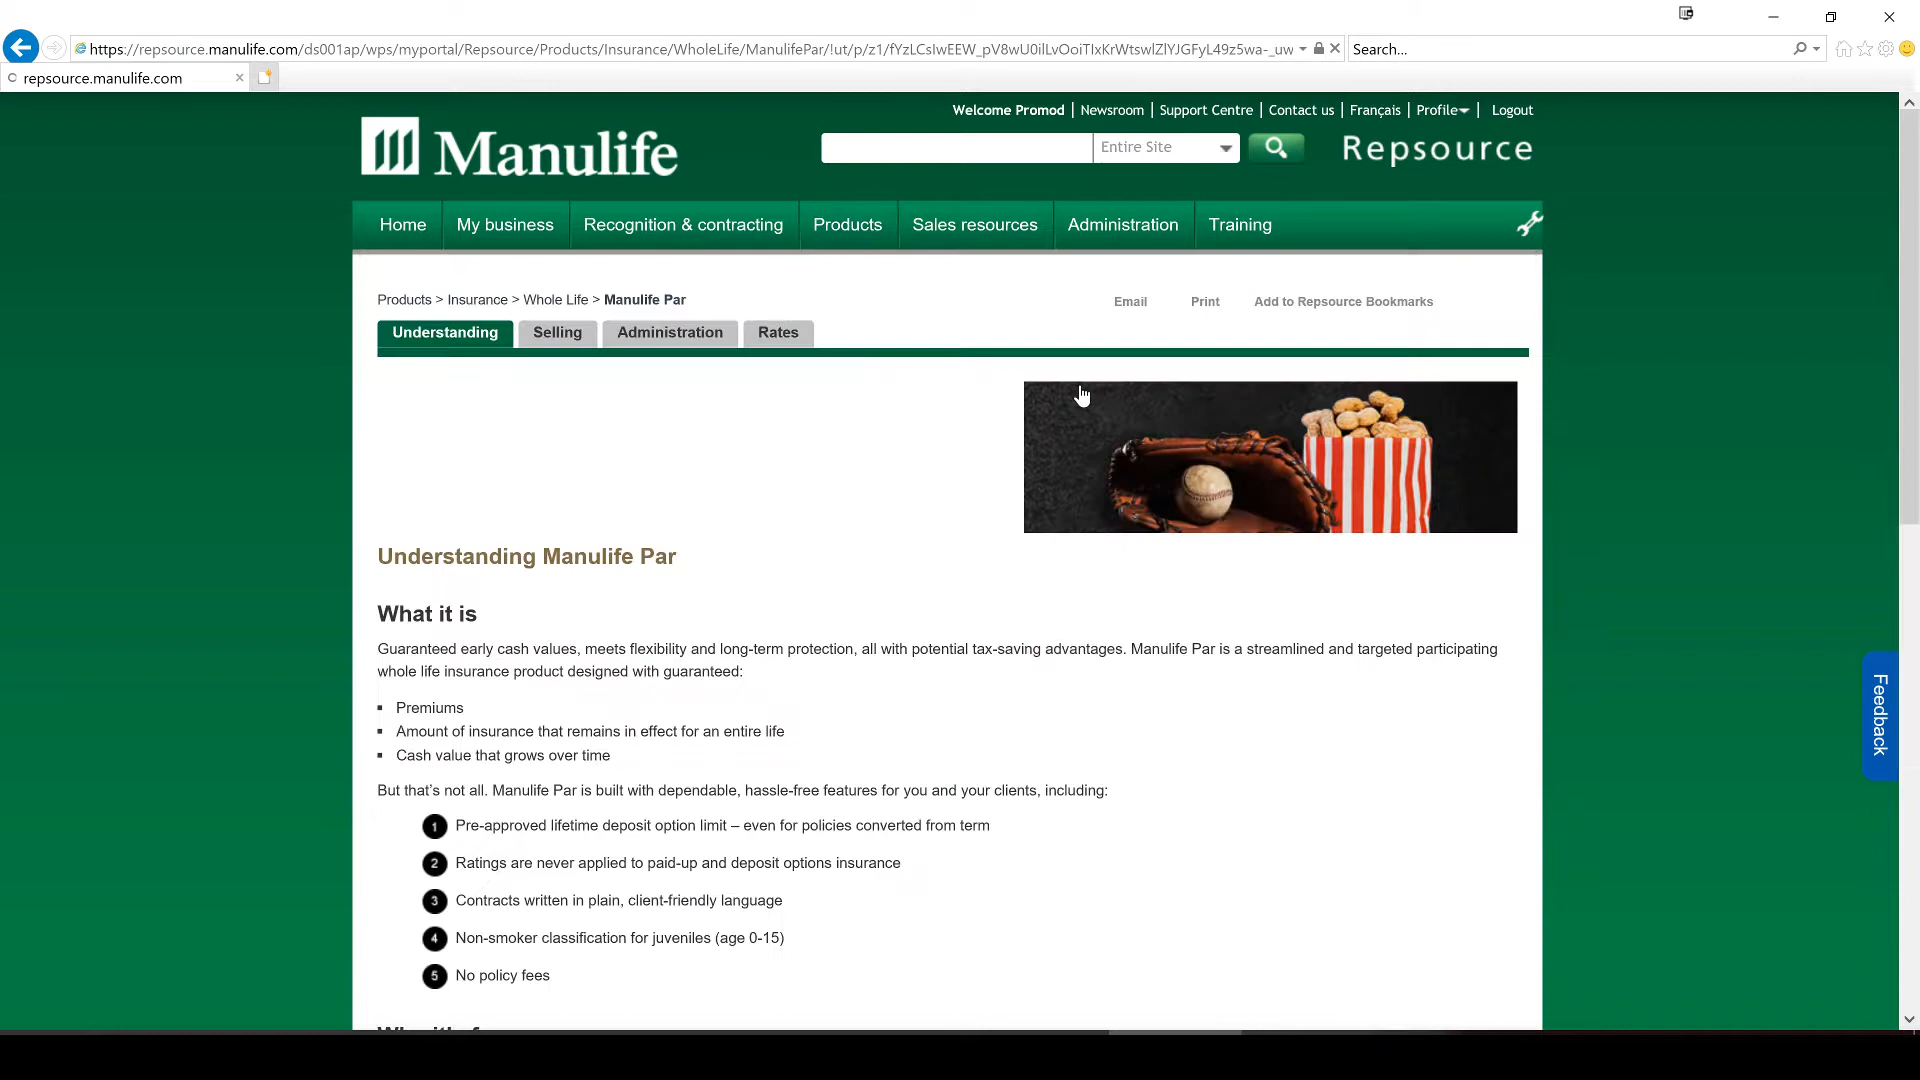 https://repsource.manulife.com/ds001ap/wps/myportal/Repsource/Products/Insurance/WholeLife/ManulifePar/!ut/p/z1/
Search...
repsource.manulife.com
Welcome Promod | Newsroom | Support Centre | Contact us | Français | Profile | Logout
Manulife
Entire Site
Repsource
Home
My business
Recognition & contracting
Products
Sales resources
Administration
Training
Products > Insurance > Whole Life > Manulife Par
Email
Print
Add to Repsource Bookmarks
Understanding
Selling
Administration
Rates
Understanding Manulife Par
What it is
Guaranteed early cash values, meets flexibility and long-term protection, all with potential tax-saving advantages. Manulife Par is a streamlined and targeted participating
whole life insurance product designed with guaranteed:
Premiums
Amount of insurance that remains in effect for an entire life
Cash value that grows over time
But that's not all. Manulife Par is built with dependable, hassle-free features for you and your clients, including:
1 Pre-approved lifetime deposit option limit – even for policies converted from term
2 Ratings are never applied to paid-up and deposit options insurance
3 Contracts written in plain, client-friendly language
4 Non-smoker classification for juveniles (age 0-15)
5 No policy fees
Feedback